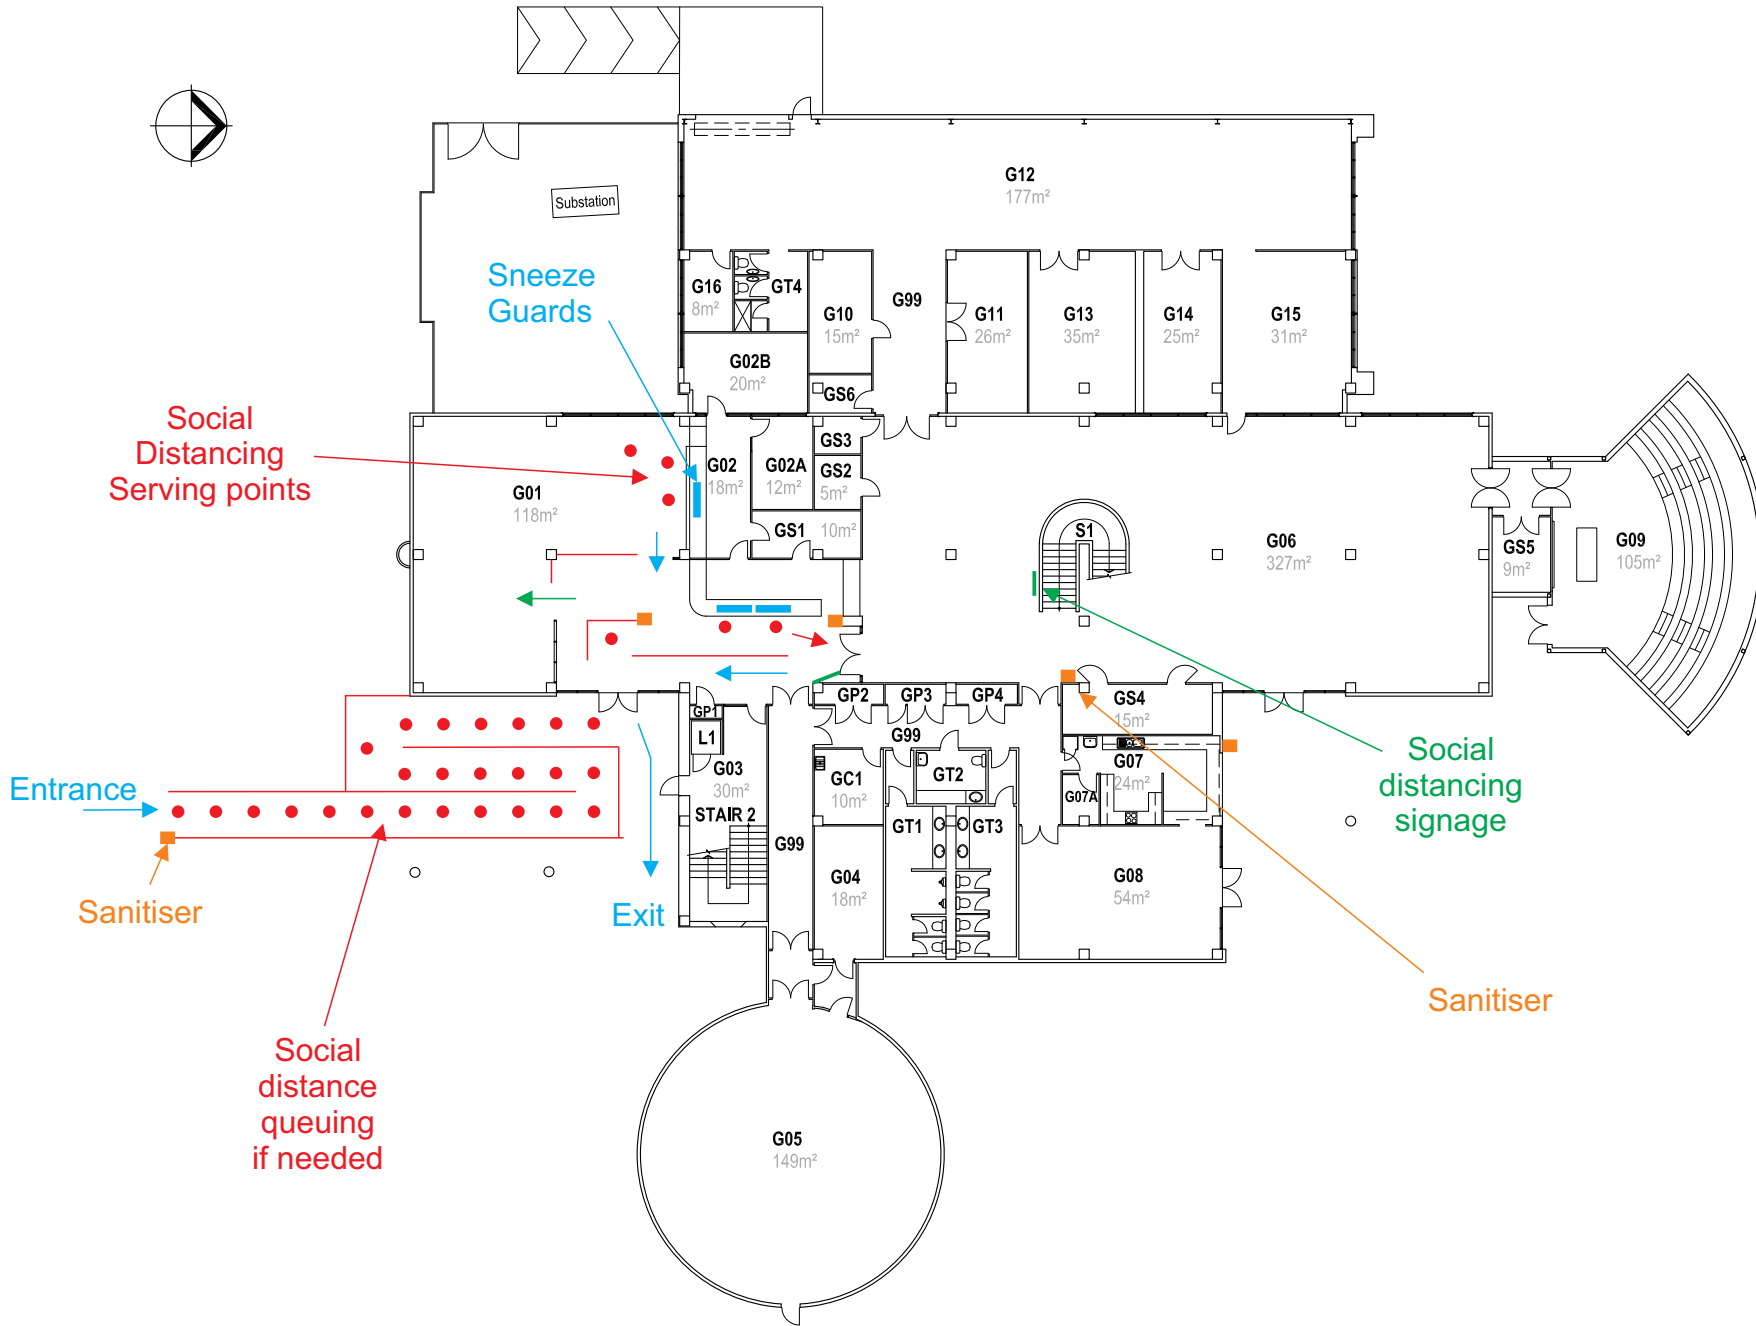 Substation
G12
177m²
Sneeze
Guards
G16
8m²
GT4
G10
15m²
G99
G11
26m²
G13
35m²
G14
25m²
G15
31m²
G02B
20m²
GS6
Social
Distancing
Serving points
G01
118m²
G02
18m²
G02A
12m²
GS3
GS2
5m²
GS1
10m²
S1
G06
327m²
GS5
9m²
G09
105m²
GP1
L1
GP2
GP3
GP4
GS4
15m²
G99
G03
30m²
STAIR 2
GC1
10m²
GT2
G07
24m²
G07A
Social
distancing
signage
Entrance
GT1
GT3
G99
G04
18m²
G08
54m²
Sanitiser
Exit
Sanitiser
Social
distance
queuing
if needed
G05
149m²